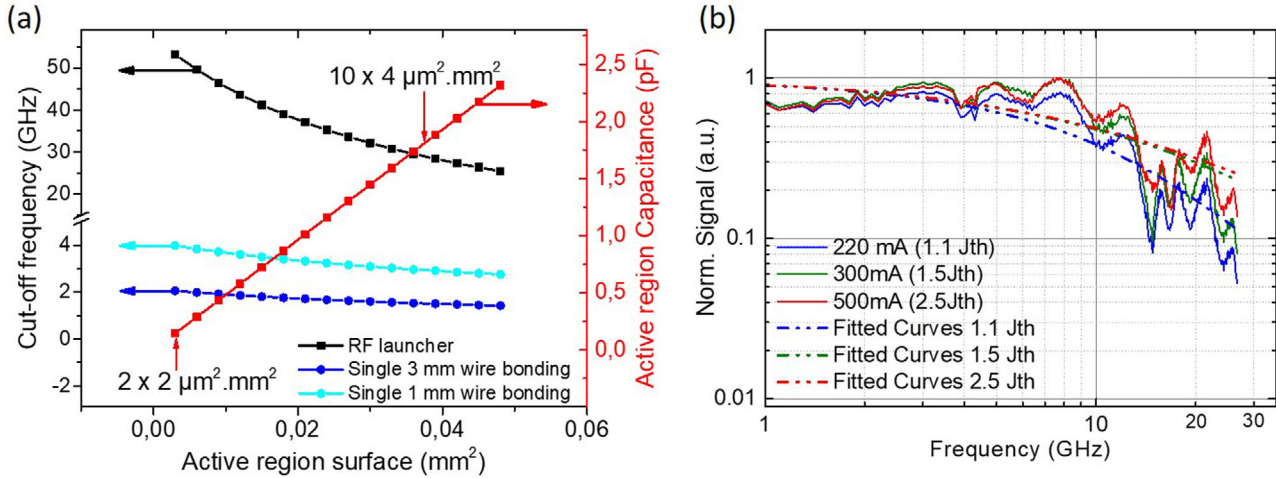 (a)
Cut-off frequency (GHz)
50
40
30
20
4
2
0
-2
10 x 4 µm².mm²
2 x 2 µm².mm²
RF launcher
Single 3 mm wire bonding
Single 1 mm wire bonding
2,5
2,0
1,5
1,0
0,5
0,0
Active region Capacitance (pF)
0,00
0,02
0,04
0,06
Active region surface (mm²)
(b)
Norm. Signal (a.u.)
1
0.1
0.01
220 mA (1.1 Jth)
300mA (1.5Jth)
500mA (2.5Jth)
Fitted Curves 1.1 Jth
Fitted Curves 1.5 Jth
Fitted Curves 2.5 Jth
1
10
20
30
Frequency (GHz)